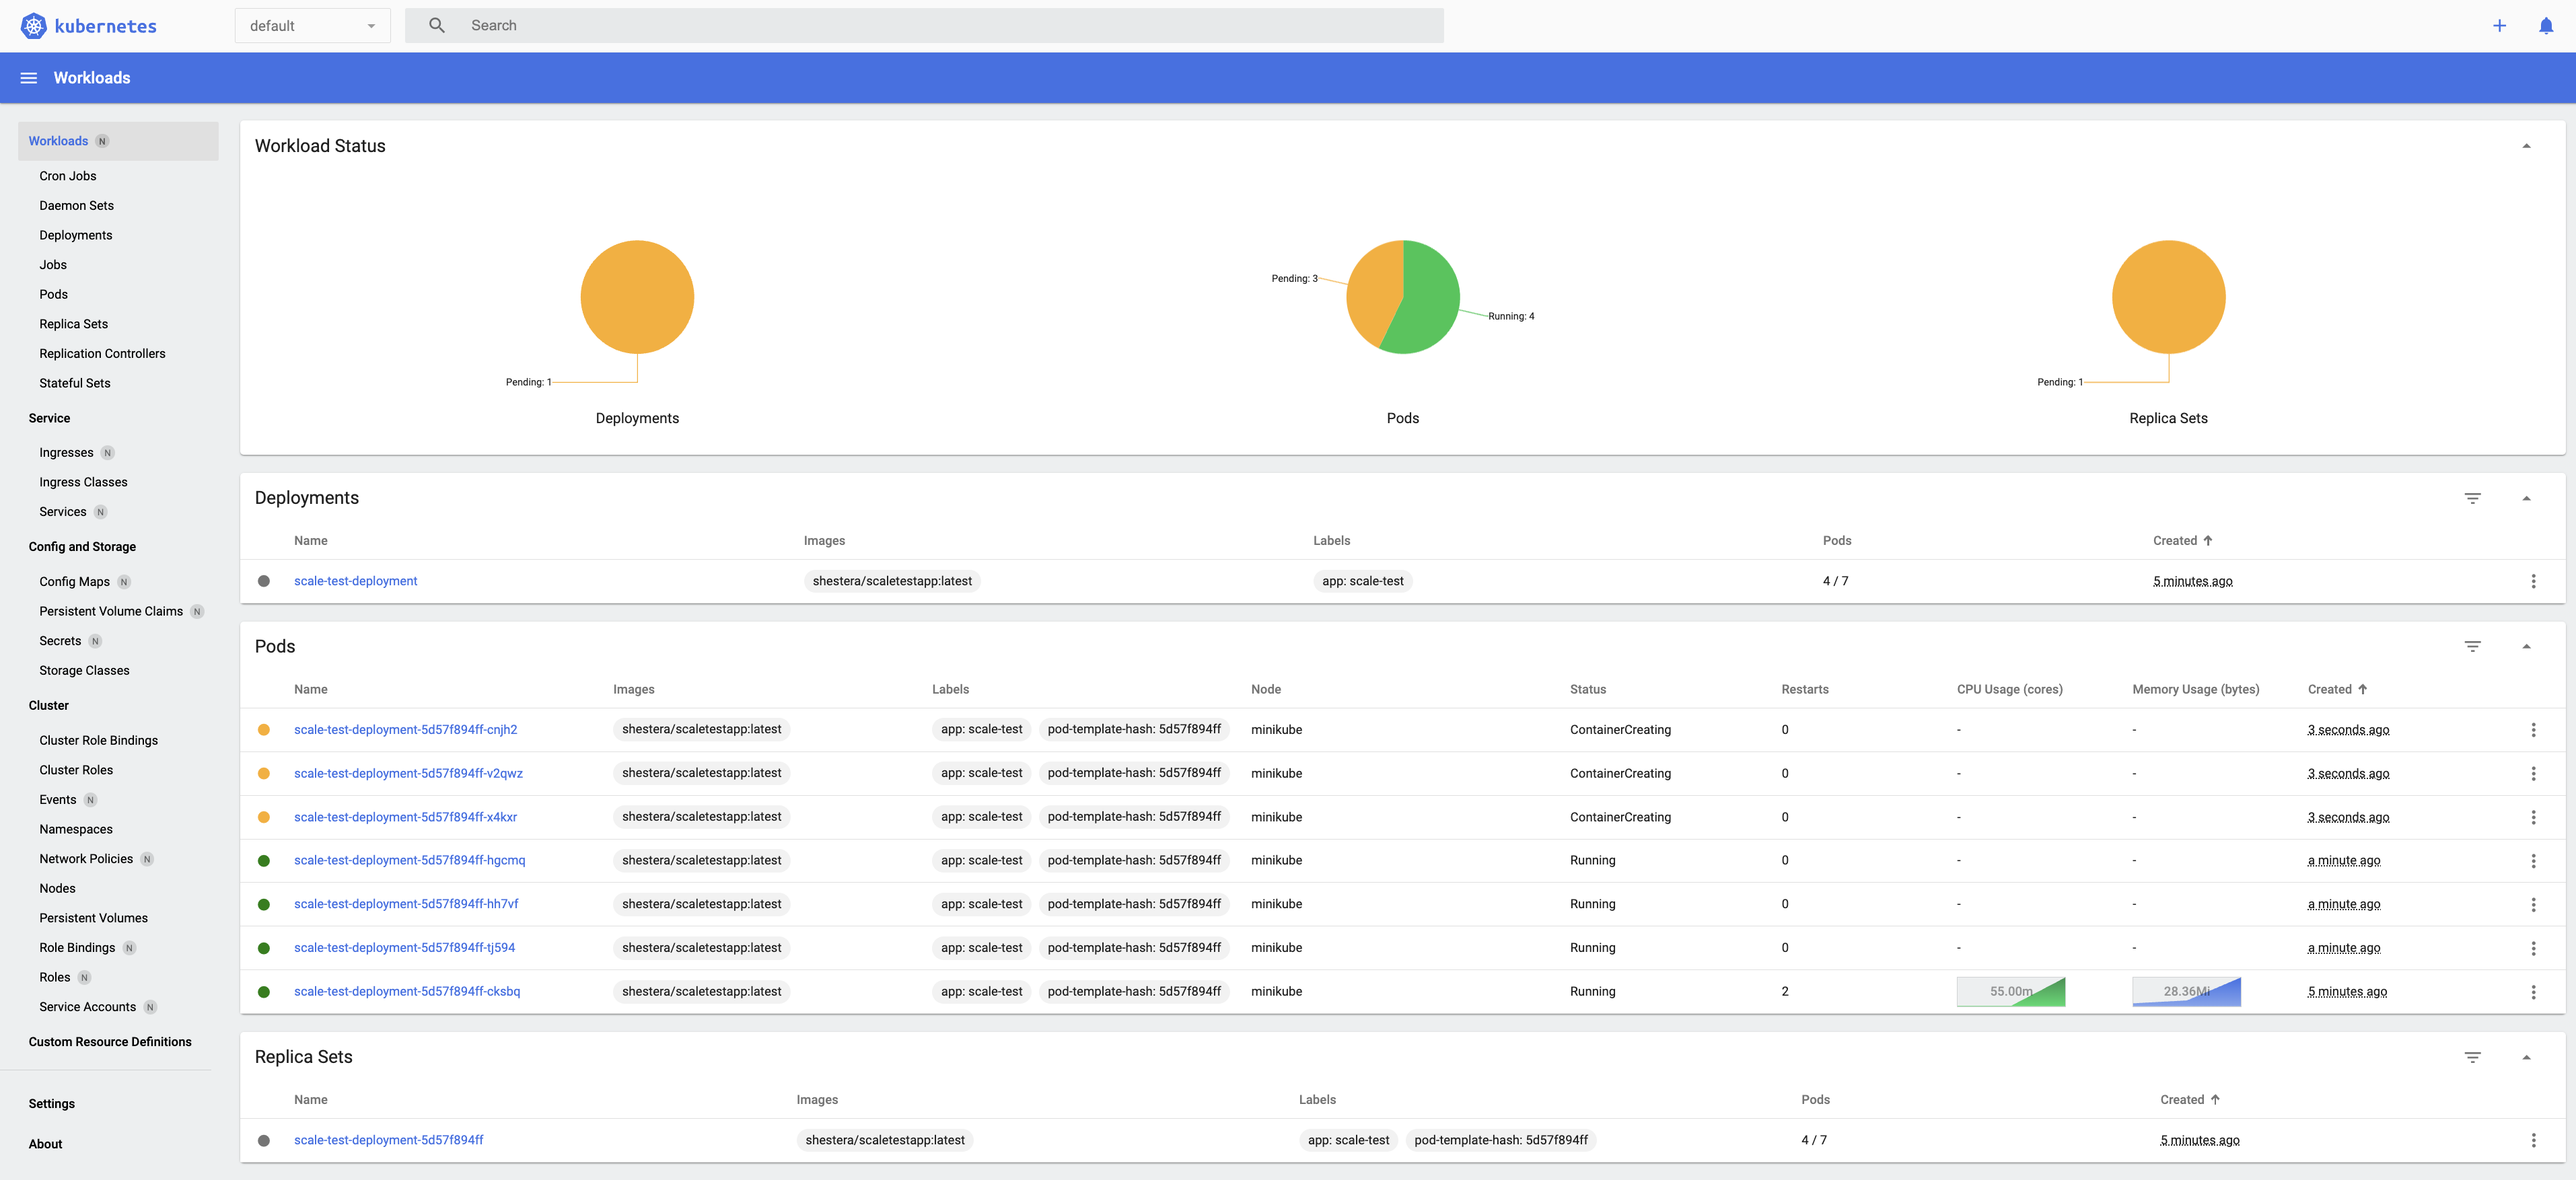 kubernetes default Search
Workloads
Workloads N
Cron Jobs
Daemon Sets
Deployments
Jobs
Pods
Replica Sets
Replication Controllers
Stateful Sets
Service
Ingresses N
Ingress Classes
Services N
Config and Storage
Config Maps N
Persistent Volume Claims N
Secrets N
Storage Classes
Cluster
Cluster Role Bindings
Cluster Roles
Events N
Namespaces
Network Policies N
Nodes
Persistent Volumes
Role Bindings N
Roles N
Service Accounts N
Custom Resource Definitions
Settings
About
Workload Status
Pending: 1
Deployments
Pending: 3
Running: 4
Pods
Pending: 1
Replica Sets
Deployments
Name Images Labels Pods Created
scale-test-deployment shestera/scaletestapp:latest app: scale-test 4 / 7 5 minutes ago
Pods
Name Images Labels Node Status Restarts CPU Usage (cores) Memory Usage (bytes) Created
scale-test-deployment-5d57f894ff-cnjh2 shestera/scaletestapp:latest app: scale-test pod-template-hash: 5d57f894ff minikube ContainerCreating 0 - - 3 seconds ago
scale-test-deployment-5d57f894ff-v2qwz shestera/scaletestapp:latest app: scale-test pod-template-hash: 5d57f894ff minikube ContainerCreating 0 - - 3 seconds ago
scale-test-deployment-5d57f894ff-x4kxr shestera/scaletestapp:latest app: scale-test pod-template-hash: 5d57f894ff minikube ContainerCreating 0 - - 3 seconds ago
scale-test-deployment-5d57f894ff-hgcmq shestera/scaletestapp:latest app: scale-test pod-template-hash: 5d57f894ff minikube Running 0 - - a minute ago
scale-test-deployment-5d57f894ff-hh7vf shestera/scaletestapp:latest app: scale-test pod-template-hash: 5d57f894ff minikube Running 0 - - a minute ago
scale-test-deployment-5d57f894ff-tj594 shestera/scaletestapp:latest app: scale-test pod-template-hash: 5d57f894ff minikube Running 0 - - a minute ago
scale-test-deployment-5d57f894ff-cksbq shestera/scaletestapp:latest app: scale-test pod-template-hash: 5d57f894ff minikube Running 2 55.00m 28.36Mi 5 minutes ago
Replica Sets
Name Images Labels Pods Created
scale-test-deployment-5d57f894ff shestera/scaletestapp:latest app: scale-test pod-template-hash: 5d57f894ff 4 / 7 5 minutes ago